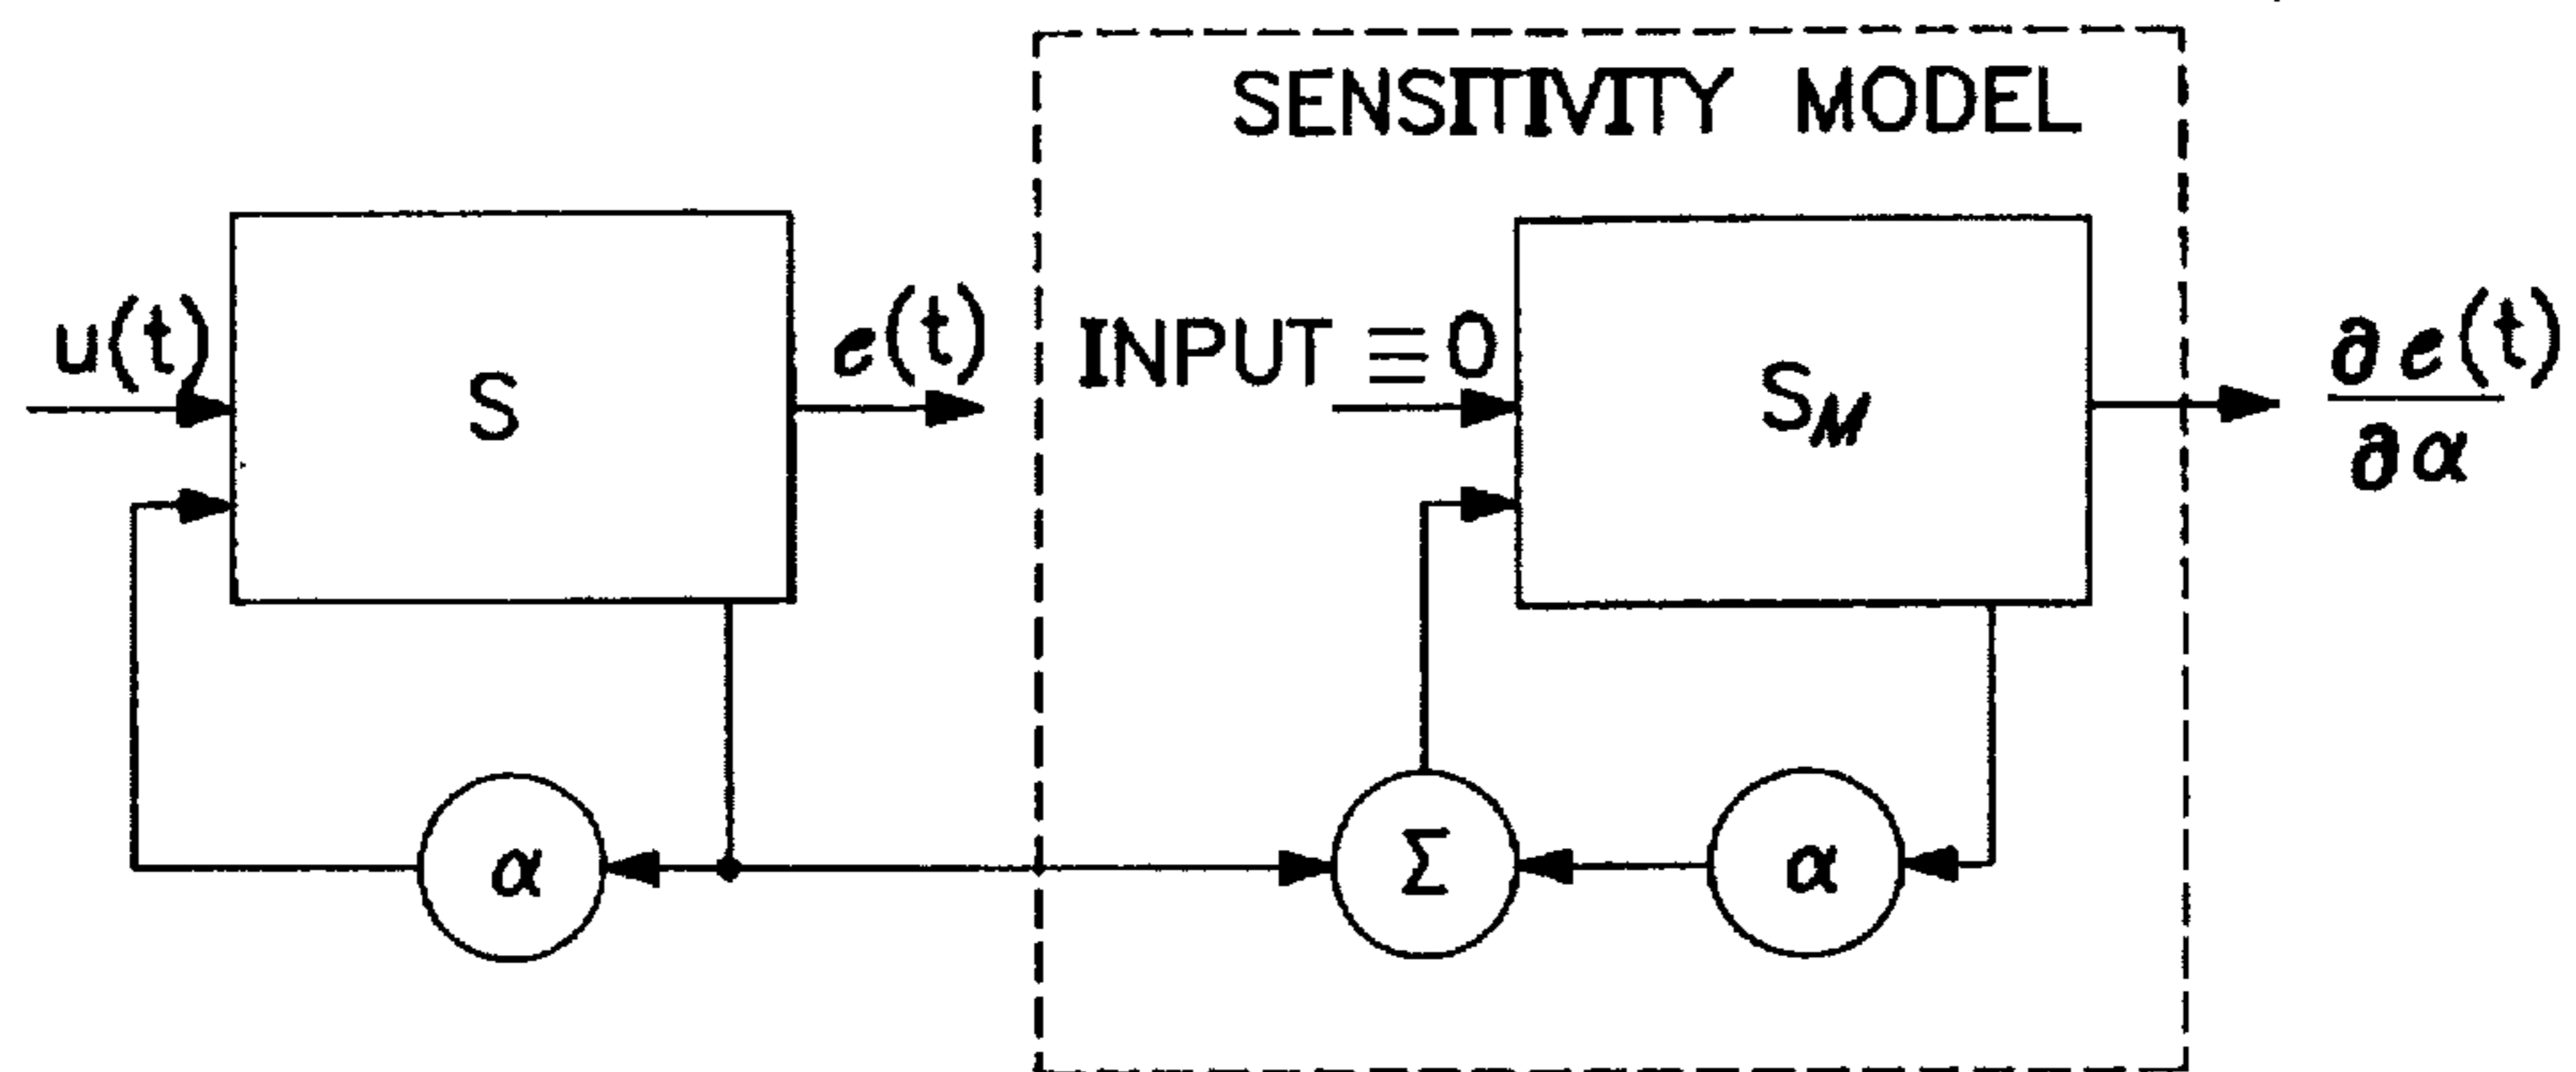 SENSITIVITY MODEL
u(t)
S
e(t)
INPUT ≡ 0
S_M
∂e(t)
∂α
α
Σ
α